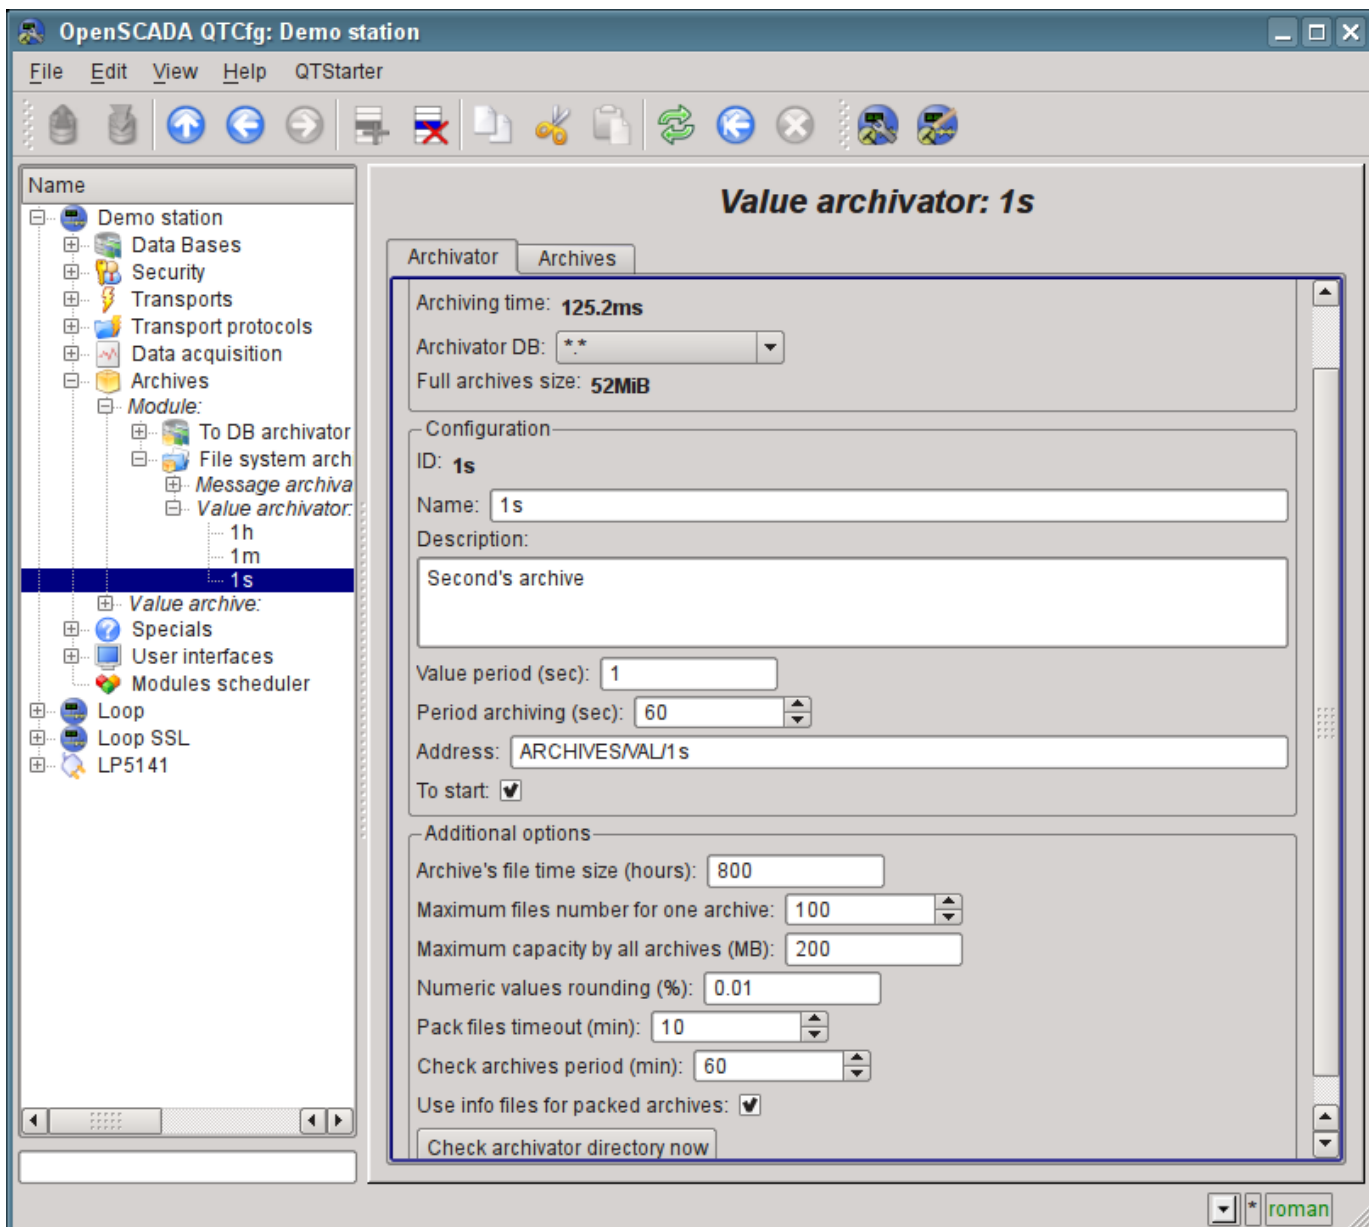 OpenSCADA QTCfg: Demo station
File Edit View Help QTStarter
Name
Demo station
Data Bases
Security
Transports
Transport protocols
Data acquisition
Archives
Module:
To DB archivator
File system arch
Message archiva
Value archivator:
1h
1m
1s
Value archive:
Specials
User interfaces
Modules scheduler
Loop
Loop SSL
LP5141
Value archivator: 1s
Archivator Archives
Archiving time: 125.2ms
Archivator DB: *.*
Full archives size: 52MiB
Configuration
ID: 1s
Name: 1s
Description:
Second's archive
Value period (sec): 1
Period archiving (sec): 60
Address: ARCHIVES/VAL/1s
To start:
Additional options
Archive's file time size (hours): 800
Maximum files number for one archive: 100
Maximum capacity by all archives (MB): 200
Numeric values rounding (%): 0.01
Pack files timeout (min): 10
Check archives period (min): 60
Use info files for packed archives:
Check archivator directory now
* roman